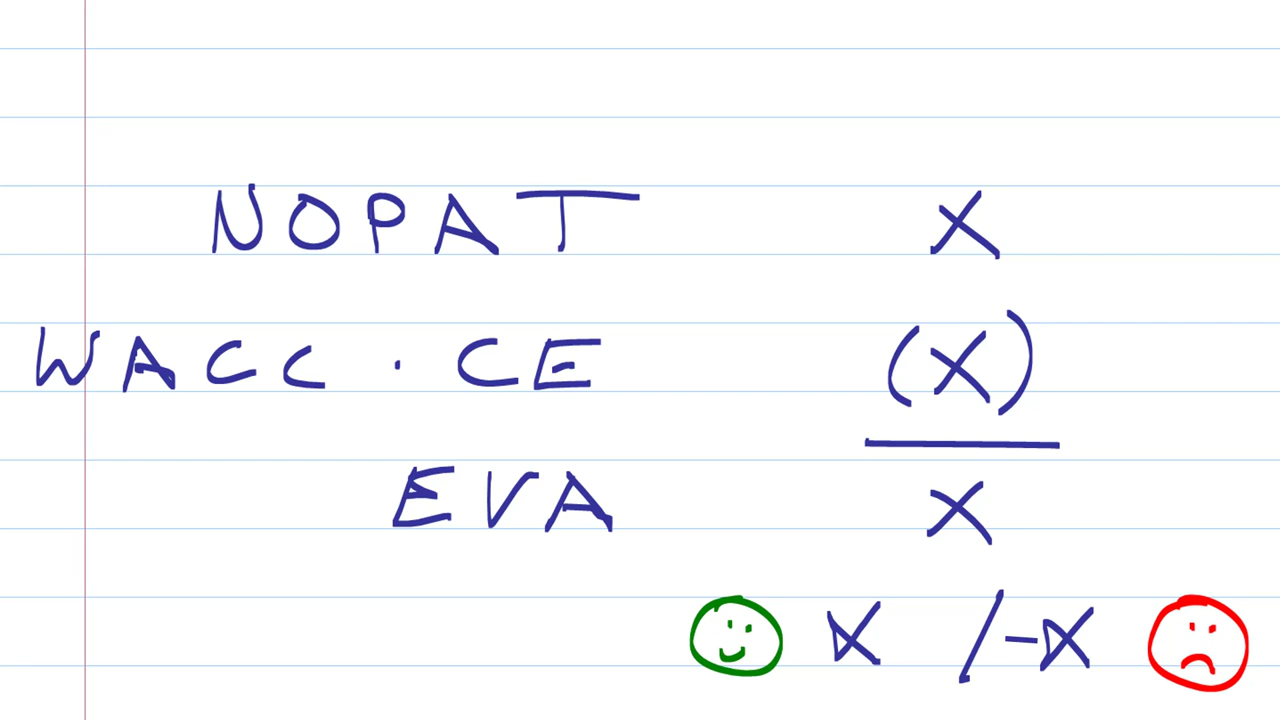 NOPAT X
WACC · CE (X)
EVA X
X /-X